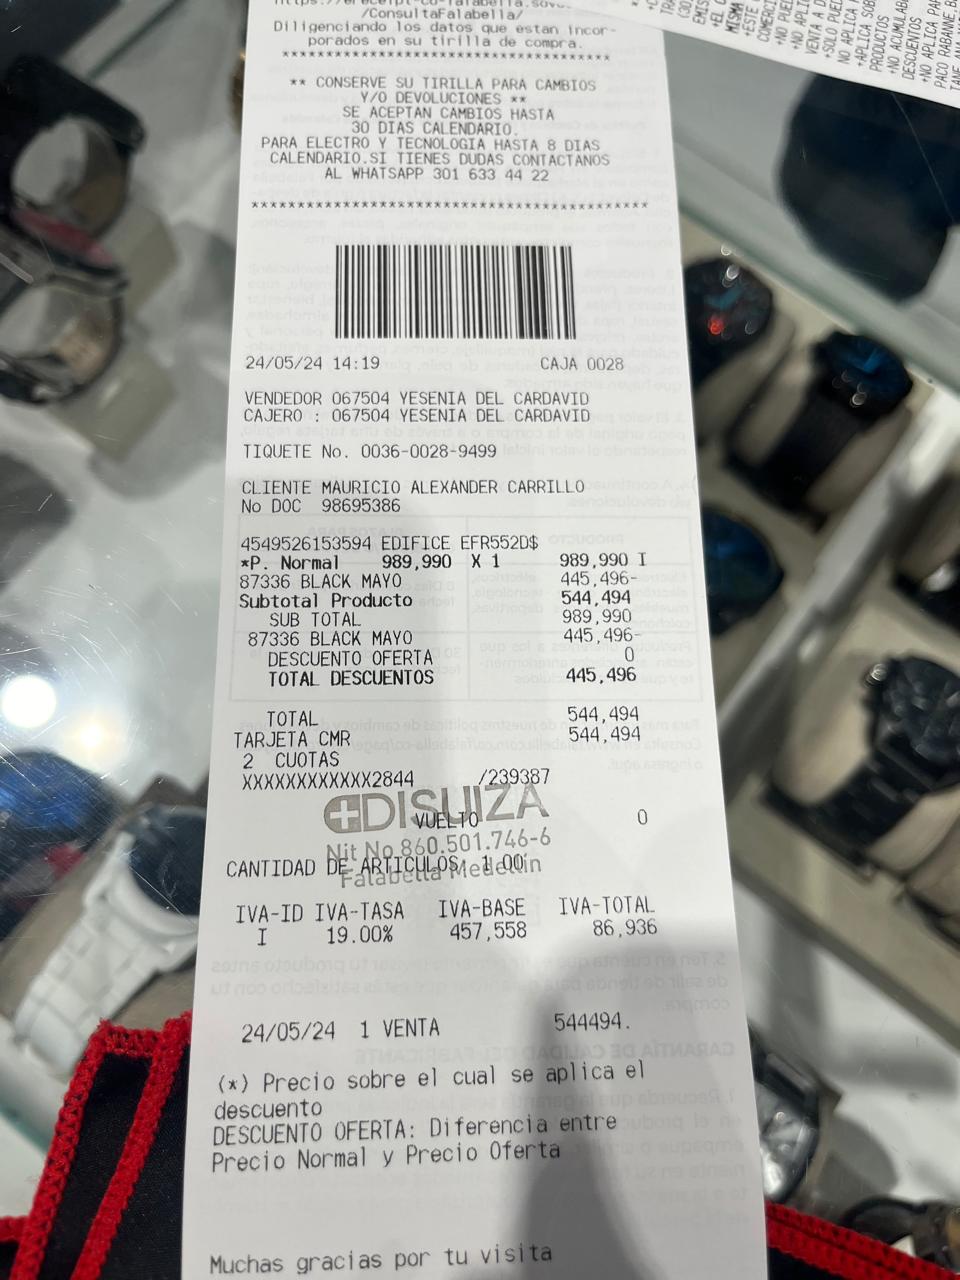 /ConsultaFalabella/
Diligenciando los datos que estan incor-
porados en su tirilla de compra.
** CONSERVE SU TIRILLA PARA CAMBIOS
Y/O DEVOLUCIONES **
SE ACEPTAN CAMBIOS HASTA
30 DIAS CALENDARIO.
PARA ELECTRO Y TECNOLOGIA HASTA 8 DIAS
CALENDARIO.SI TIENES DUDAS CONTACTANOS
AL WHATSAPP 301 633 44 22
24/05/24 14:19 CAJA 0028
VENDEDOR 067504 YESENIA DEL CARDAVID
CAJERO : 067504 YESENIA DEL CARDAVID
TIQUETE No. 0036-0028-9499
CLIENTE MAURICIO ALEXANDER CARRILLO
No DOC 98695386
4549526153594 EDIFICE EFR552D$
*P. Normal 989,990 X 1 989,990 I
87336 BLACK MAYO 445,496-
Subtotal Producto 544,494
SUB TOTAL 989,990
87336 BLACK MAYO 445,496-
DESCUENTO OFERTA 0
TOTAL DESCUENTOS 445,496
TOTAL 544,494
TARJETA CMR 544,494
2 CUOTAS
XXXXXXXXXXXX2844 /239387
DISUIZA
VUELTO 0
Nit No 860.501.746-6
CANTIDAD DE ARTICULOS: 1.00
Falabella Medellin
IVA-ID IVA-TASA IVA-BASE IVA-TOTAL
I 19.00% 457,558 86,936
24/05/24 1 VENTA 544494.
(*) Precio sobre el cual se aplica el
descuento
DESCUENTO OFERTA: Diferencia entre
Precio Normal y Precio Oferta
Muchas gracias por tu visita